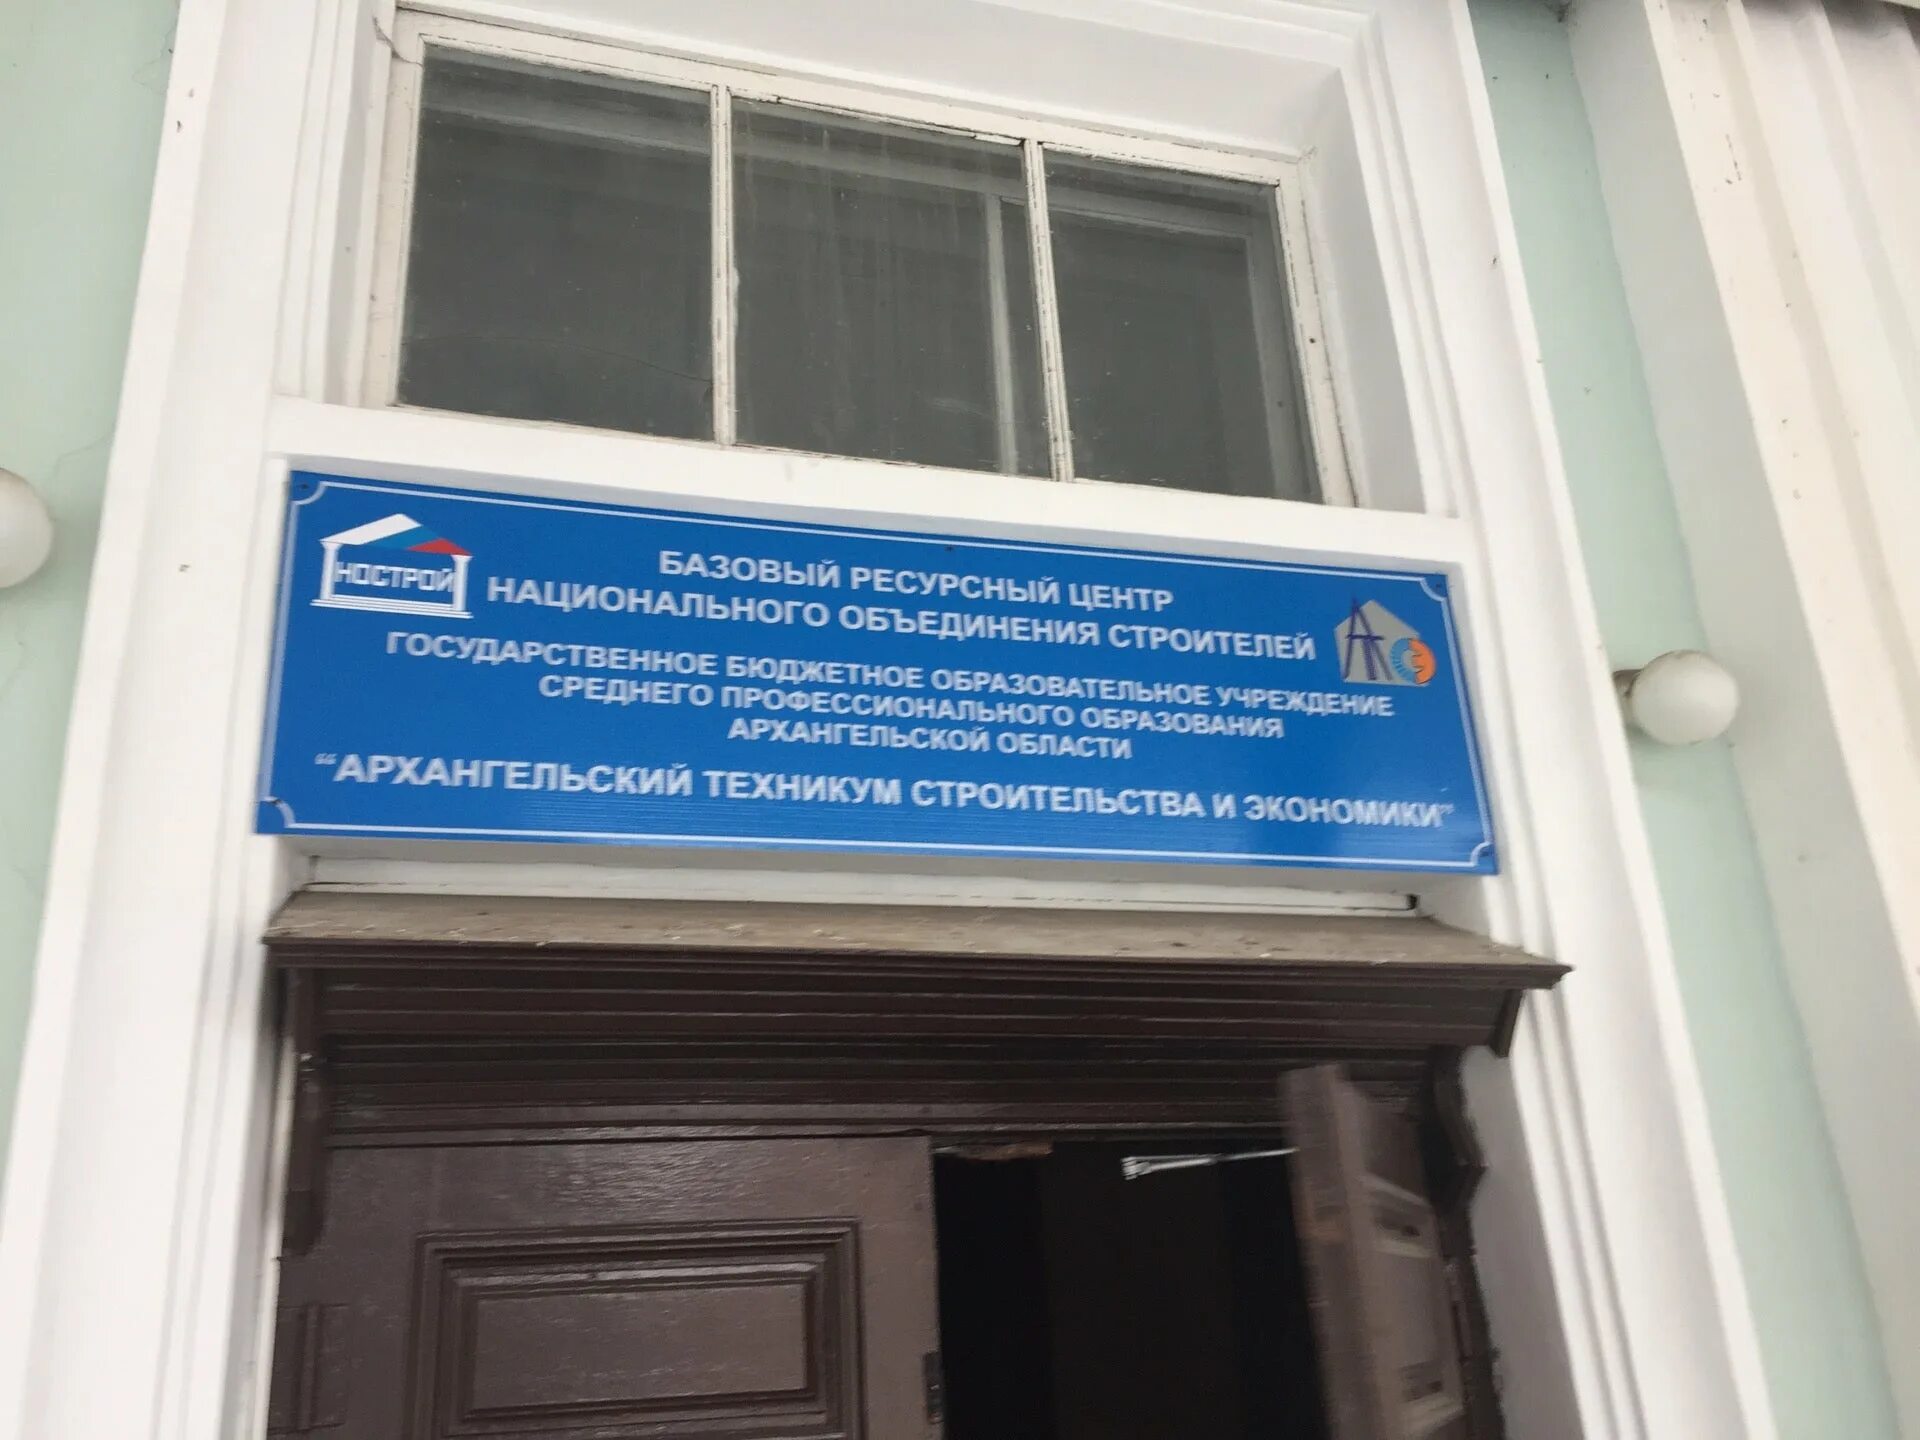 НОСТРОЙ
БАЗОВЫЙ РЕСУРСНЫЙ ЦЕНТР
НАЦИОНАЛЬНОГО ОБЪЕДИНЕНИЯ СТРОИТЕЛЕЙ
ГОСУДАРСТВЕННОЕ БЮДЖЕТНОЕ ОБРАЗОВАТЕЛЬНОЕ УЧРЕЖДЕНИЕ
СРЕДНЕГО ПРОФЕССИОНАЛЬНОГО ОБРАЗОВАНИЯ
АРХАНГЕЛЬСКОЙ ОБЛАСТИ
“АРХАНГЕЛЬСКИЙ ТЕХНИКУМ СТРОИТЕЛЬСТВА И ЭКОНОМИКИ”